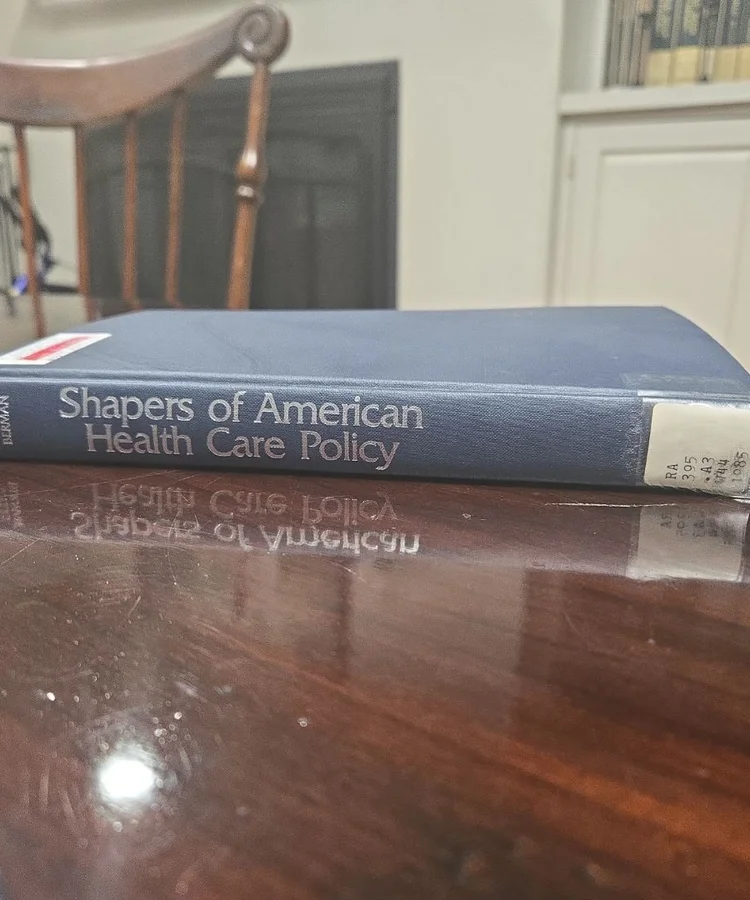 BERMAN
Shapers of American
Health Care Policy
RA
395
.A3
1985